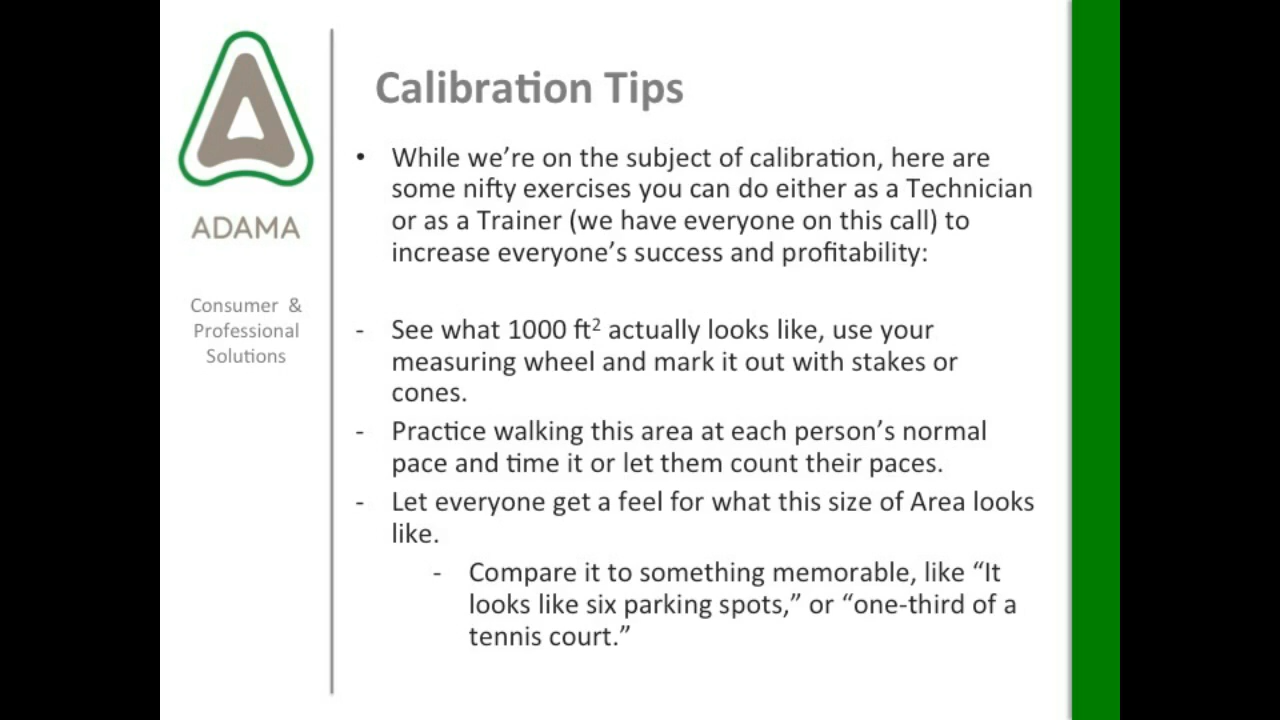 ADAMA
Consumer &
Professional
Solutions
Calibration Tips
• While we're on the subject of calibration, here are
some nifty exercises you can do either as a Technician
or as a Trainer (we have everyone on this call) to
increase everyone's success and profitability:
- See what 1000 ft² actually looks like, use your
measuring wheel and mark it out with stakes or
cones.
- Practice walking this area at each person's normal
pace and time it or let them count their paces.
- Let everyone get a feel for what this size of Area looks
like.
- Compare it to something memorable, like “It
looks like six parking spots,” or “one-third of a
tennis court.”